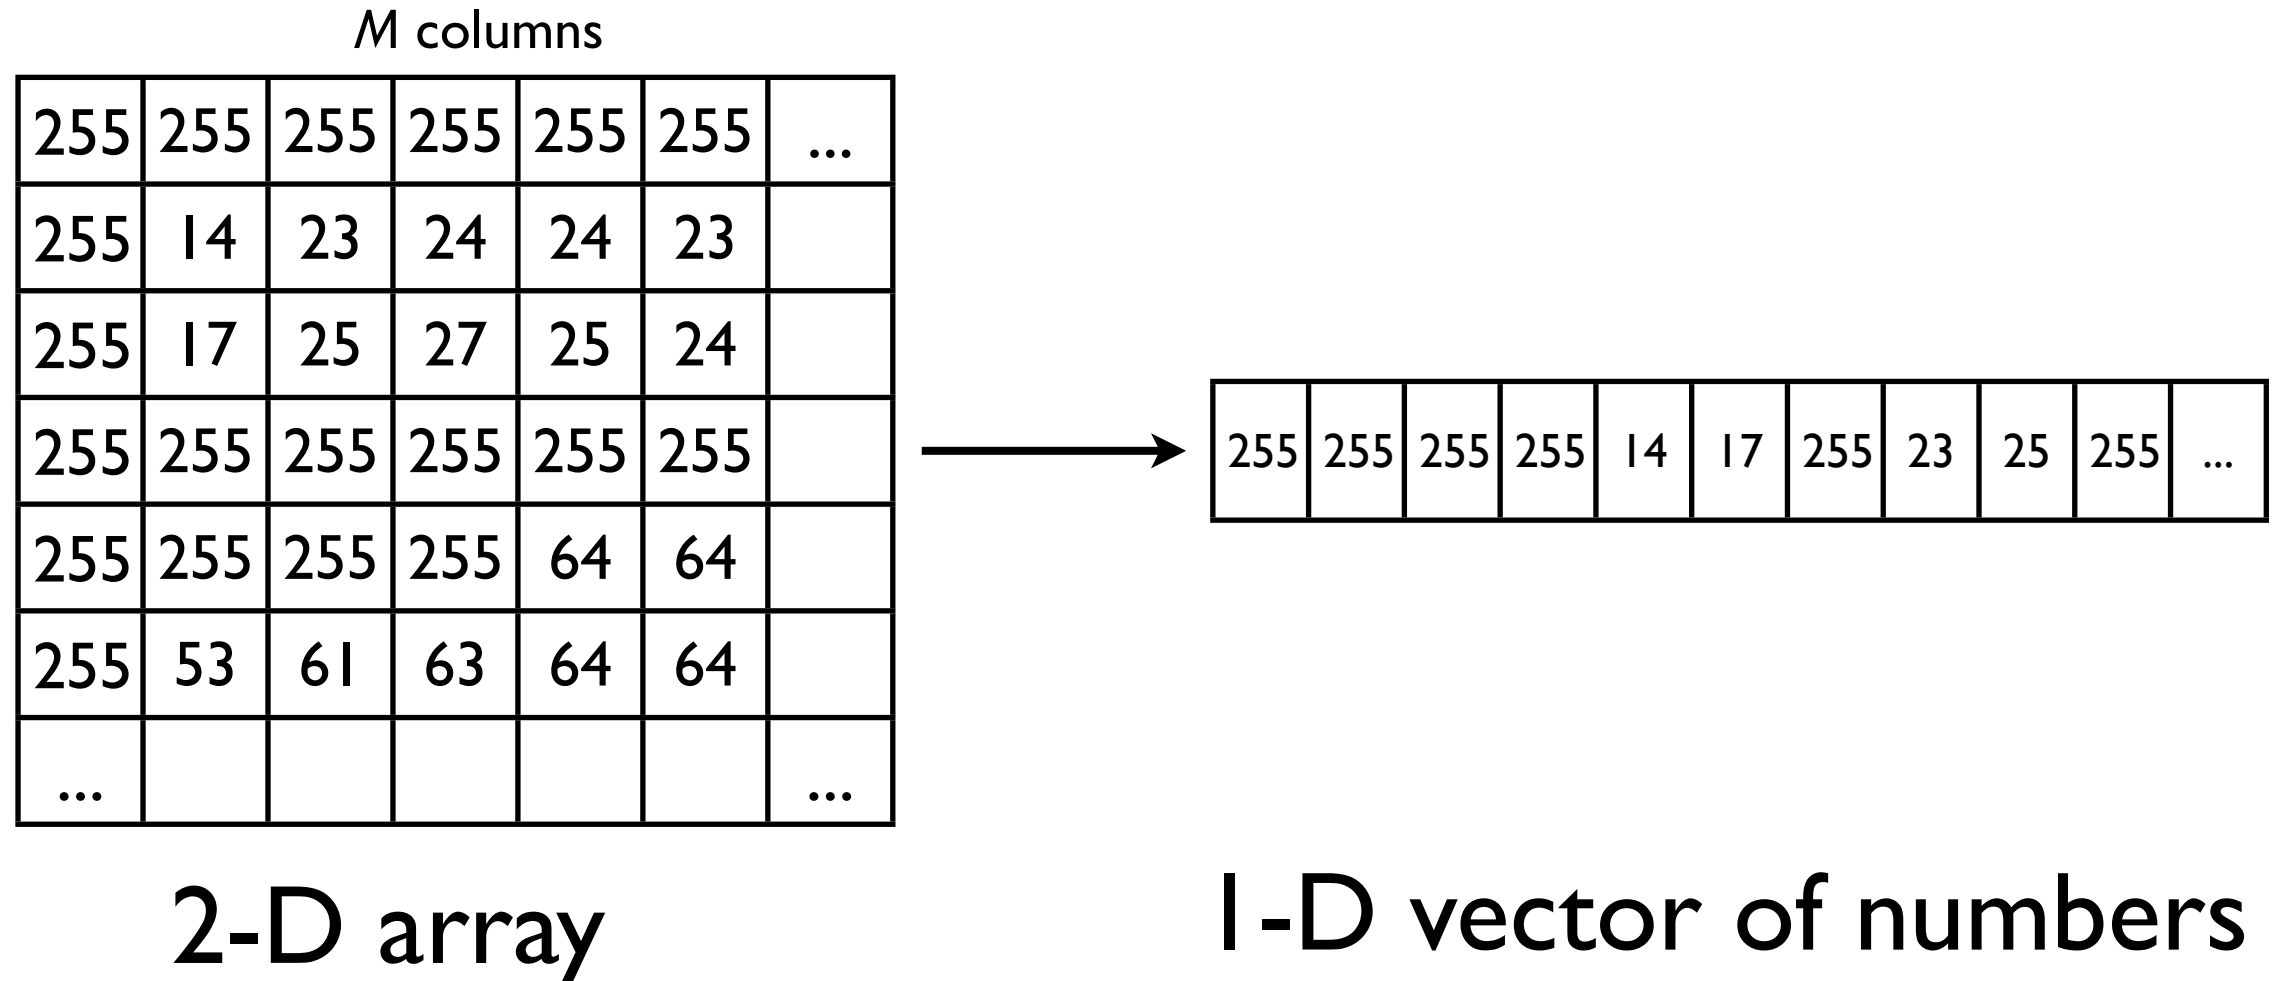 M columns
255 255 255 255 255 255 ...
255 14 23 24 24 23
255 17 25 27 25 24
255 255 255 255 255 255
255 255 255 255 64 64
255 53 61 63 64 64
... ...
255 255 255 255 14 17 255 23 25 255 ...
2-D array
1-D vector of numbers